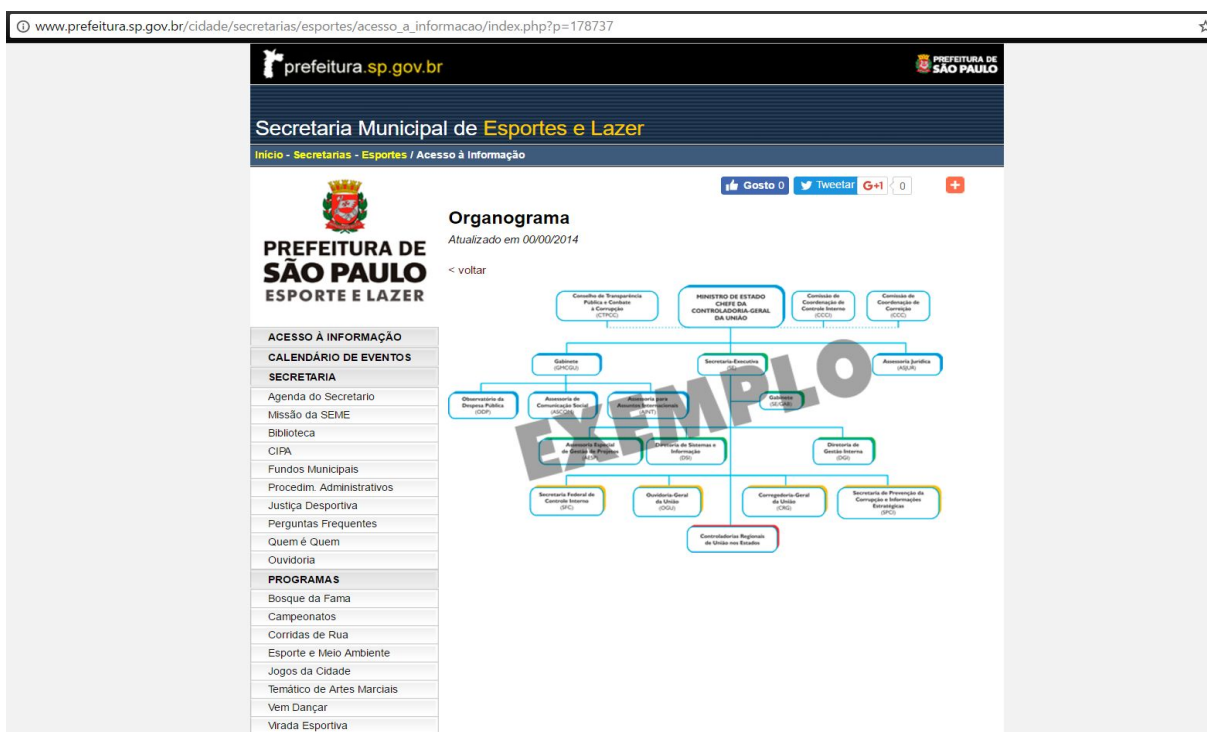 www.prefeitura.sp.gov.br/cidade/secretarias/esportes/acesso_a_informacao/index.php?p=178737
prefeitura.sp.gov.br
PREFEITURA DE
SÃO PAULO
Secretaria Municipal de Esportes e Lazer
Início - Secretarias - Esportes / Acesso à Informação
Gosto 0 Tweetar G+1 0
PREFEITURA DE
SÃO PAULO
ESPORTE E LAZER
ACESSO À INFORMAÇÃO
CALENDÁRIO DE EVENTOS
SECRETARIA
Agenda do Secretario
Missão da SEME
Biblioteca
CIPA
Fundos Municipais
Procedim. Administrativos
Justiça Desportiva
Perguntas Frequentes
Quem é Quem
Ouvidoria
PROGRAMAS
Bosque da Fama
Campeonatos
Corridas de Rua
Esporte e Meio Ambiente
Jogos da Cidade
Temático de Artes Marciais
Vem Dançar
Virada Esportiva
Organograma
Atualizado em 00/00/2014
< voltar
Conselho de Transparência
Pública e Combate
a Corrupção
(CTPCC)
MINISTRO DE ESTADO
CHEFE DA
CONTROLADORIA-GERAL
DA UNIÃO
Comissão de
Coordenação de
Controle Interno
(CCCI)
Comissão de
Coordenação de
Correição
(CCC)
Gabinete
(GMCGU)
Secretaria-Executiva
(SE)
Assessoria Jurídica
(ASJUR)
Observatório da
Despesa Pública
(ODP)
Assessoria de
Comunicação Social
(ASCOM)
Assessoria para
Assuntos Internacionais
(AINT)
Gabinete
(SE/GAB)
EXEMPLO
Assessoria Especial
de Gestão de Projetos
(AESP)
Diretoria de Sistemas e
Informação
(DSI)
Diretoria de
Gestão Interna
(DGI)
Secretaria Federal de
Controle Interno
(SFC)
Ouvidoria-Geral
da União
(OGU)
Corregedoria-Geral
da União
(CRG)
Secretaria de Prevenção da
Corrupção e Informações
Estratégicas
(SPCI)
Controladorias Regionais
da União nos Estados